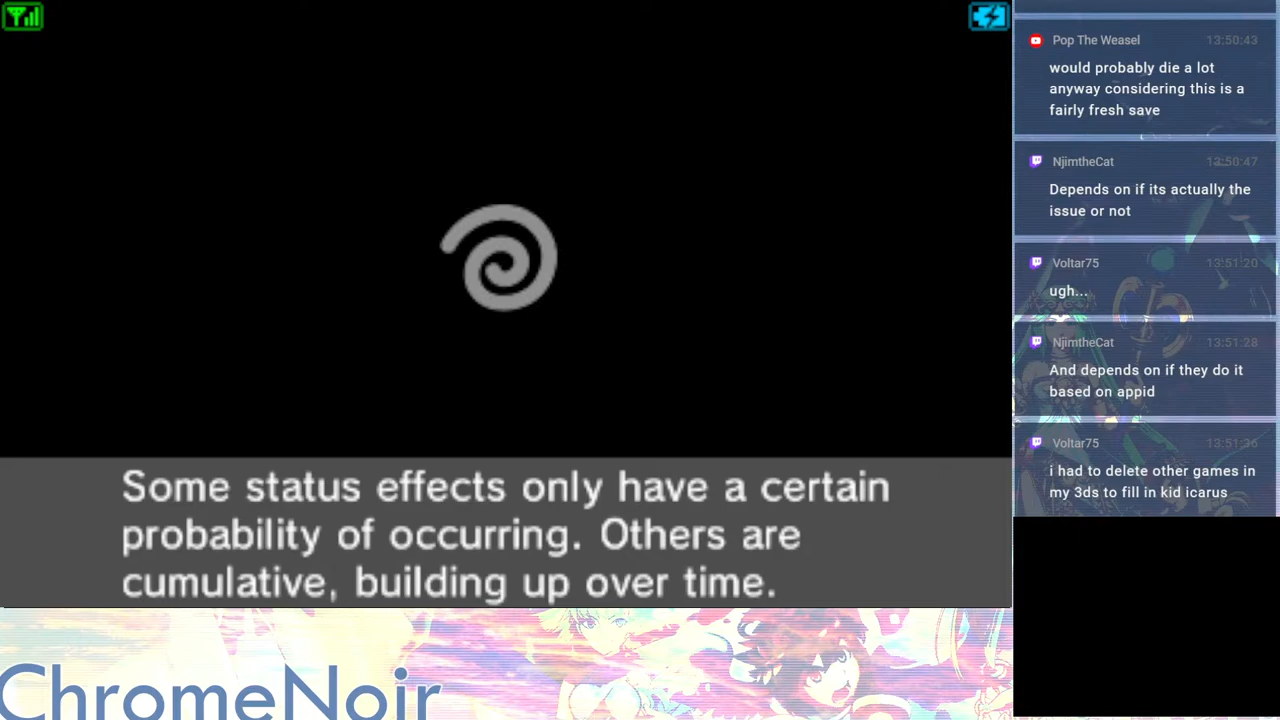 Pop The Weasel 13:50:43
would probably die a lot
anyway considering this is a
fairly fresh save
NjimtheCat 13:50:47
Depends on if its actually the
issue or not
Voltar75 13:51:20
ugh...
NjimtheCat 13:51:28
And depends on if they do it
based on appid
Voltar75 13:51:36
i had to delete other games in
my 3ds to fill in kid icarus
Some status effects only have a certain
probability of occurring. Others are
cumulative, building up over time.
ChromeNoir